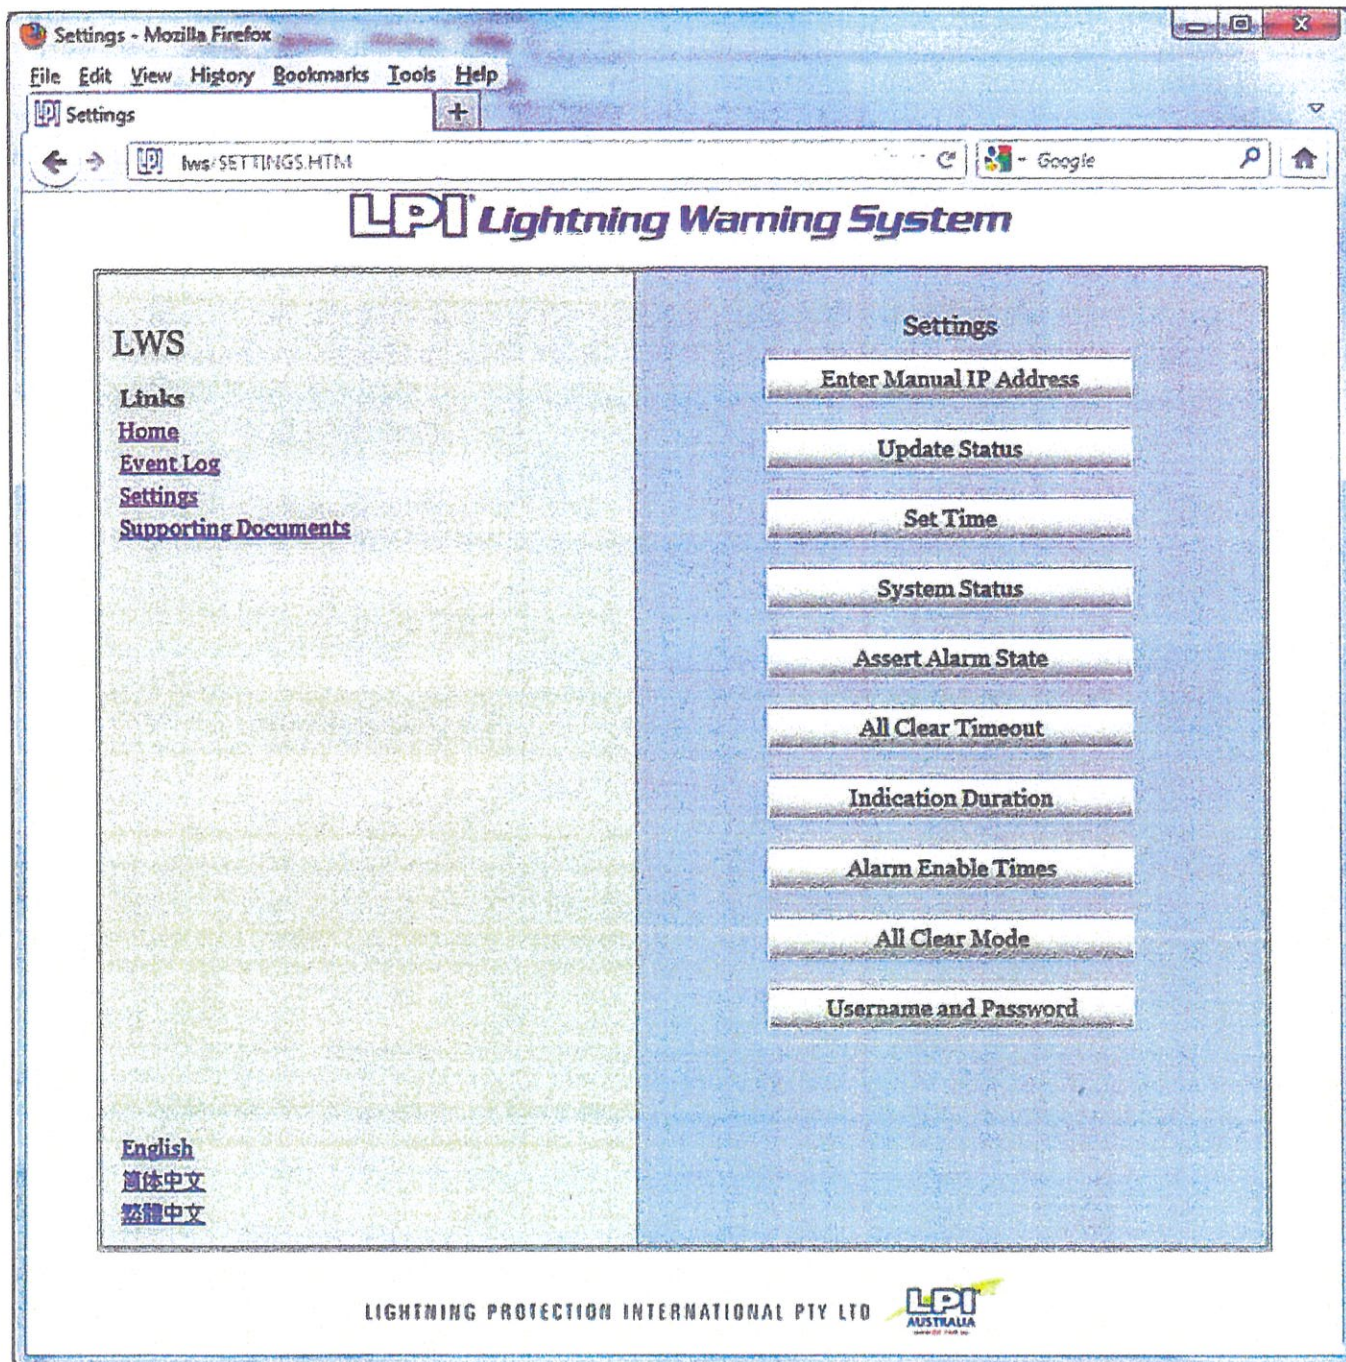 Settings - Mozilla Firefox
File Edit View History Bookmarks Tools Help
LPI Settings
LPI lws/SETTINGS.HTM
Google
LPI Lightning Warning System
LWS
Links
Home
Event Log
Settings
Supporting Documents
English
简体中文
繁體中文
Settings
Enter Manual IP Address
Update Status
Set Time
System Status
Assert Alarm State
All Clear Timeout
Indication Duration
Alarm Enable Times
All Clear Mode
Username and Password
LIGHTNING PROTECTION INTERNATIONAL PTY LTD
LPI
AUSTRALIA